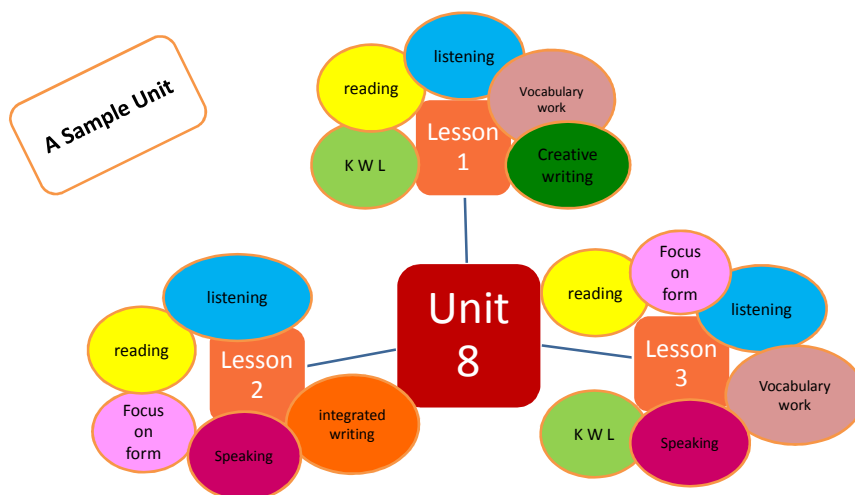 A Sample Unit
listening
reading
Vocabulary
work
Lesson
1
K W L
Creative
writing
Unit
8
listening
reading
Lesson
2
Focus
on
form
Speaking
integrated
writing
Focus
on
form
reading
listening
Lesson
3
Vocabulary
work
K W L
Speaking